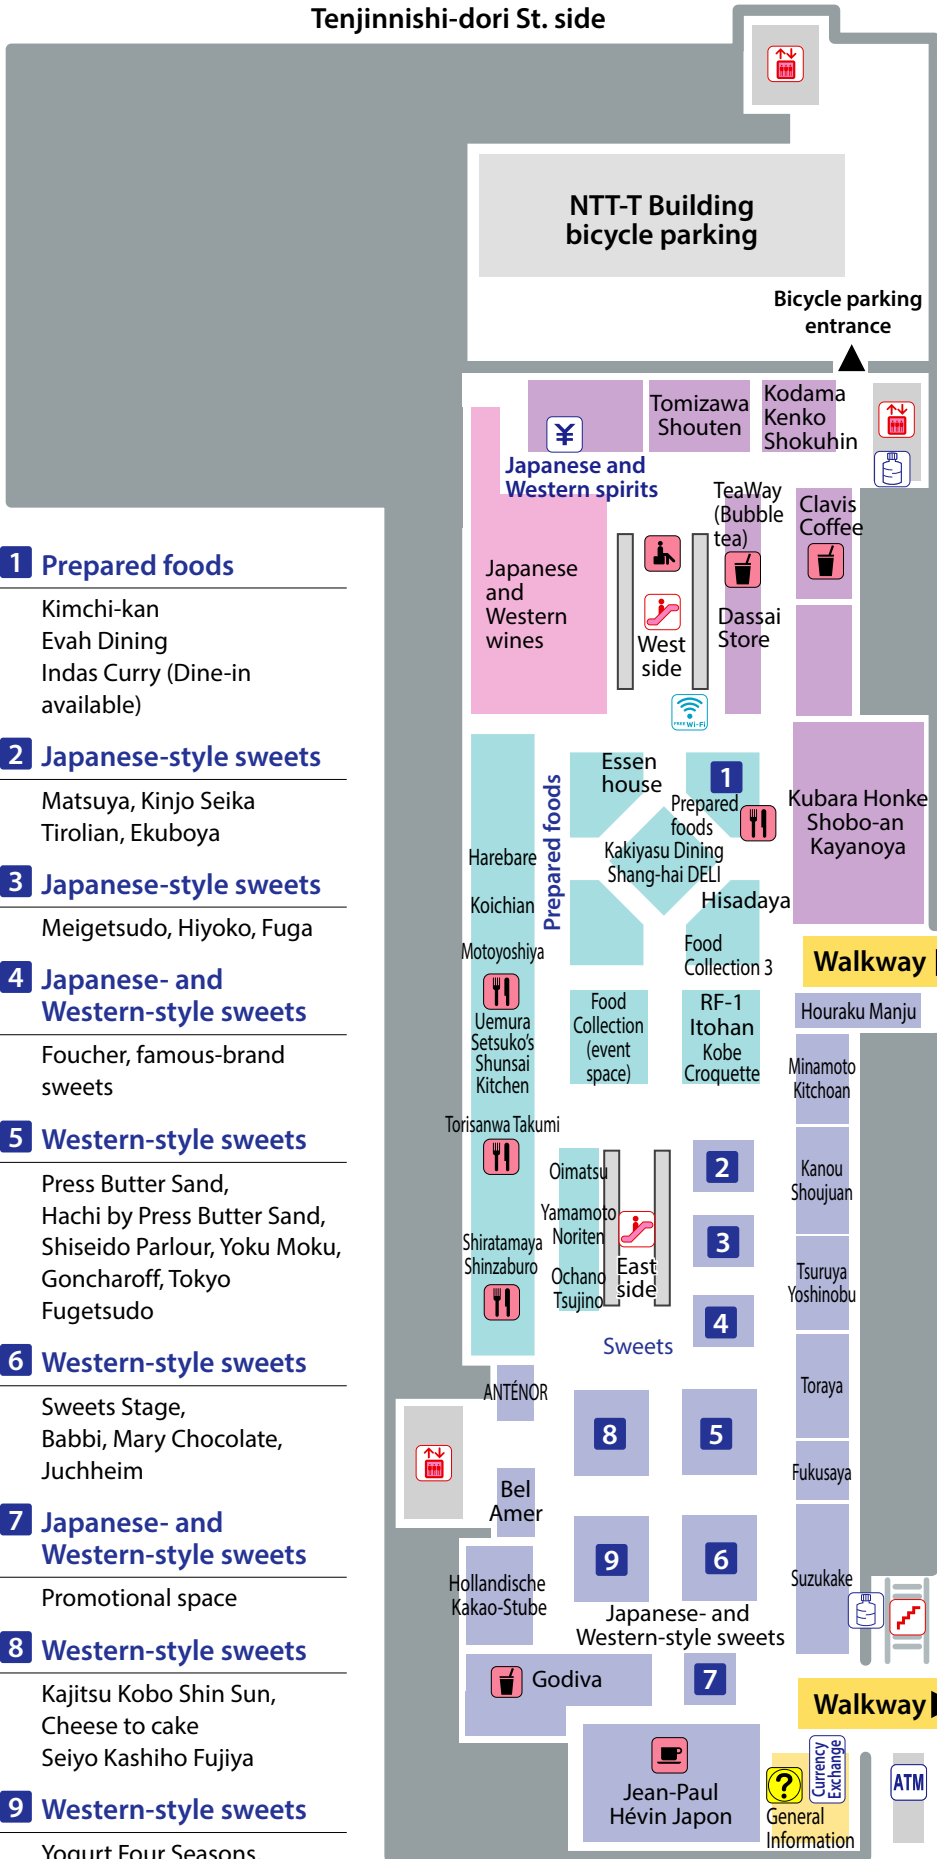 Tenjinnishi-dori St. side
NTT-T Building
bicycle parking
Bicycle parking
entrance
Tomizawa
Shouten
Kodama
Kenko
Shokuhin
¥
Japanese and
Western spirits
TeaWay
(Bubble
tea)
Clavis
Coffee
Japanese
and
Western
wines
West
side
Dassai
Store
FREE Wi-Fi
1 Prepared foods
Kimchi-kan
Evah Dining
Indas Curry (Dine-in
available)
2 Japanese-style sweets
Matsuya, Kinjo Seika
Tirolian, Ekuboya
3 Japanese-style sweets
Meigetsudo, Hiyoko, Fuga
4 Japanese- and
Western-style sweets
Foucher, famous-brand
sweets
5 Western-style sweets
Press Butter Sand,
Hachi by Press Butter Sand,
Shiseido Parlour, Yoku Moku,
Goncharoff, Tokyo
Fugetsudo
6 Western-style sweets
Sweets Stage,
Babbi, Mary Chocolate,
Juchheim
7 Japanese- and
Western-style sweets
Promotional space
8 Western-style sweets
Kajitsu Kobo Shin Sun,
Cheese to cake
Seiyo Kashiho Fujiya
9 Western-style sweets
Yogurt Four Seasons
Essen
house
1
Prepared
foods
Kakiyasu Dining
Shang-hai DELI
Prepared foods
Kubara Honke
Shobo-an
Kayanoya
Harebare
Koichian
Motoyoshiya
Hisadaya
Food
Collection 3
Walkway
Houraku Manju
Uemura
Setsuko's
Shunsai
Kitchen
Food
Collection
(event
space)
RF-1
Itohan
Kobe
Croquette
Minamoto
Kitchoan
Torisanwa Takumi
Oimatsu
Yamamoto
Noriten
Ochano
Tsujino
East
side
2
3
4
Kanou
Shoujuan
Shiratamaya
Shinzaburo
Tsuruya
Yoshinobu
Sweets
ANTÉNOR
8
5
Toraya
Fukusaya
Bel
Amer
9
6
Suzukake
Hollandische
Kakao-Stube
Japanese- and
Western-style sweets
Godiva
7
Walkway
Jean-Paul
Hévin Japon
?
General
Information
Currency
Exchange
ATM